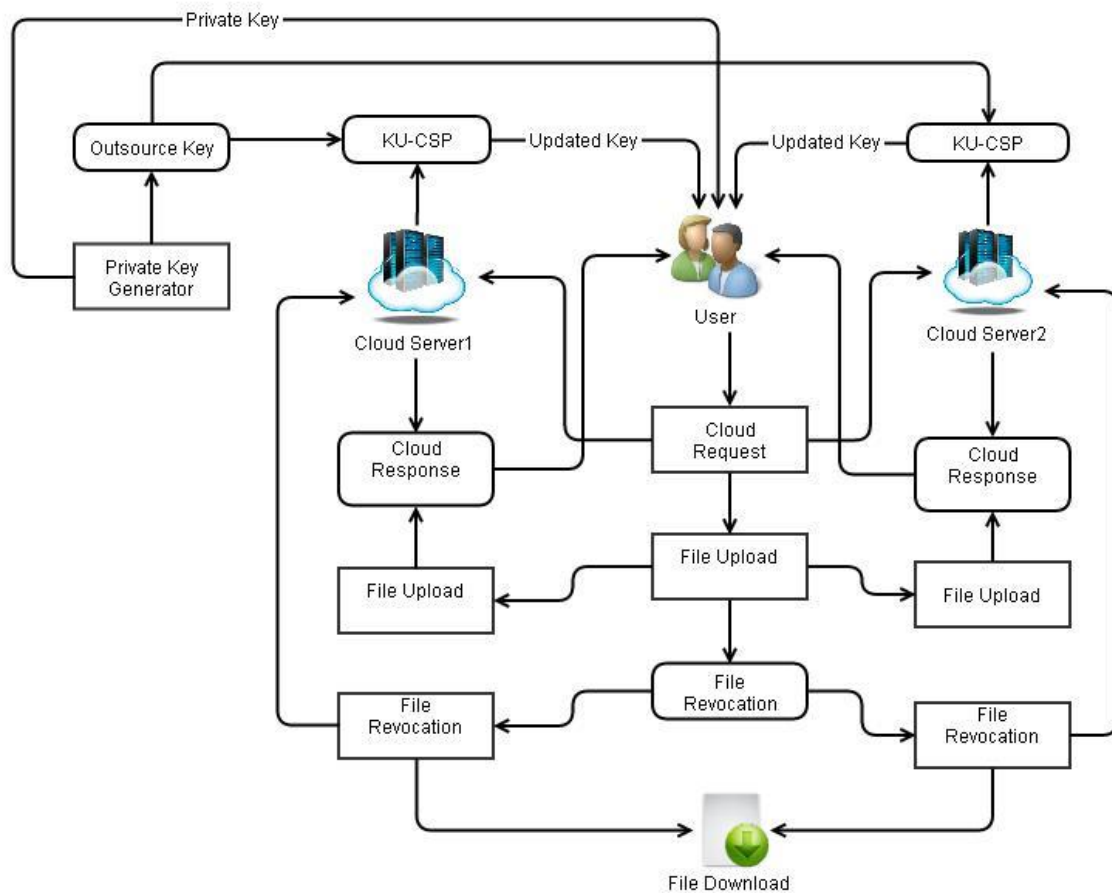 Private Key
Outsource Key
KU-CSP
Updated Key
Updated Key
KU-CSP
Private Key
Generator
Cloud Server1
User
Cloud Server2
Cloud
Response
Cloud
Request
Cloud
Response
File Upload
File Upload
File Upload
File
Revocation
File
Revocation
File
Revocation
File Download